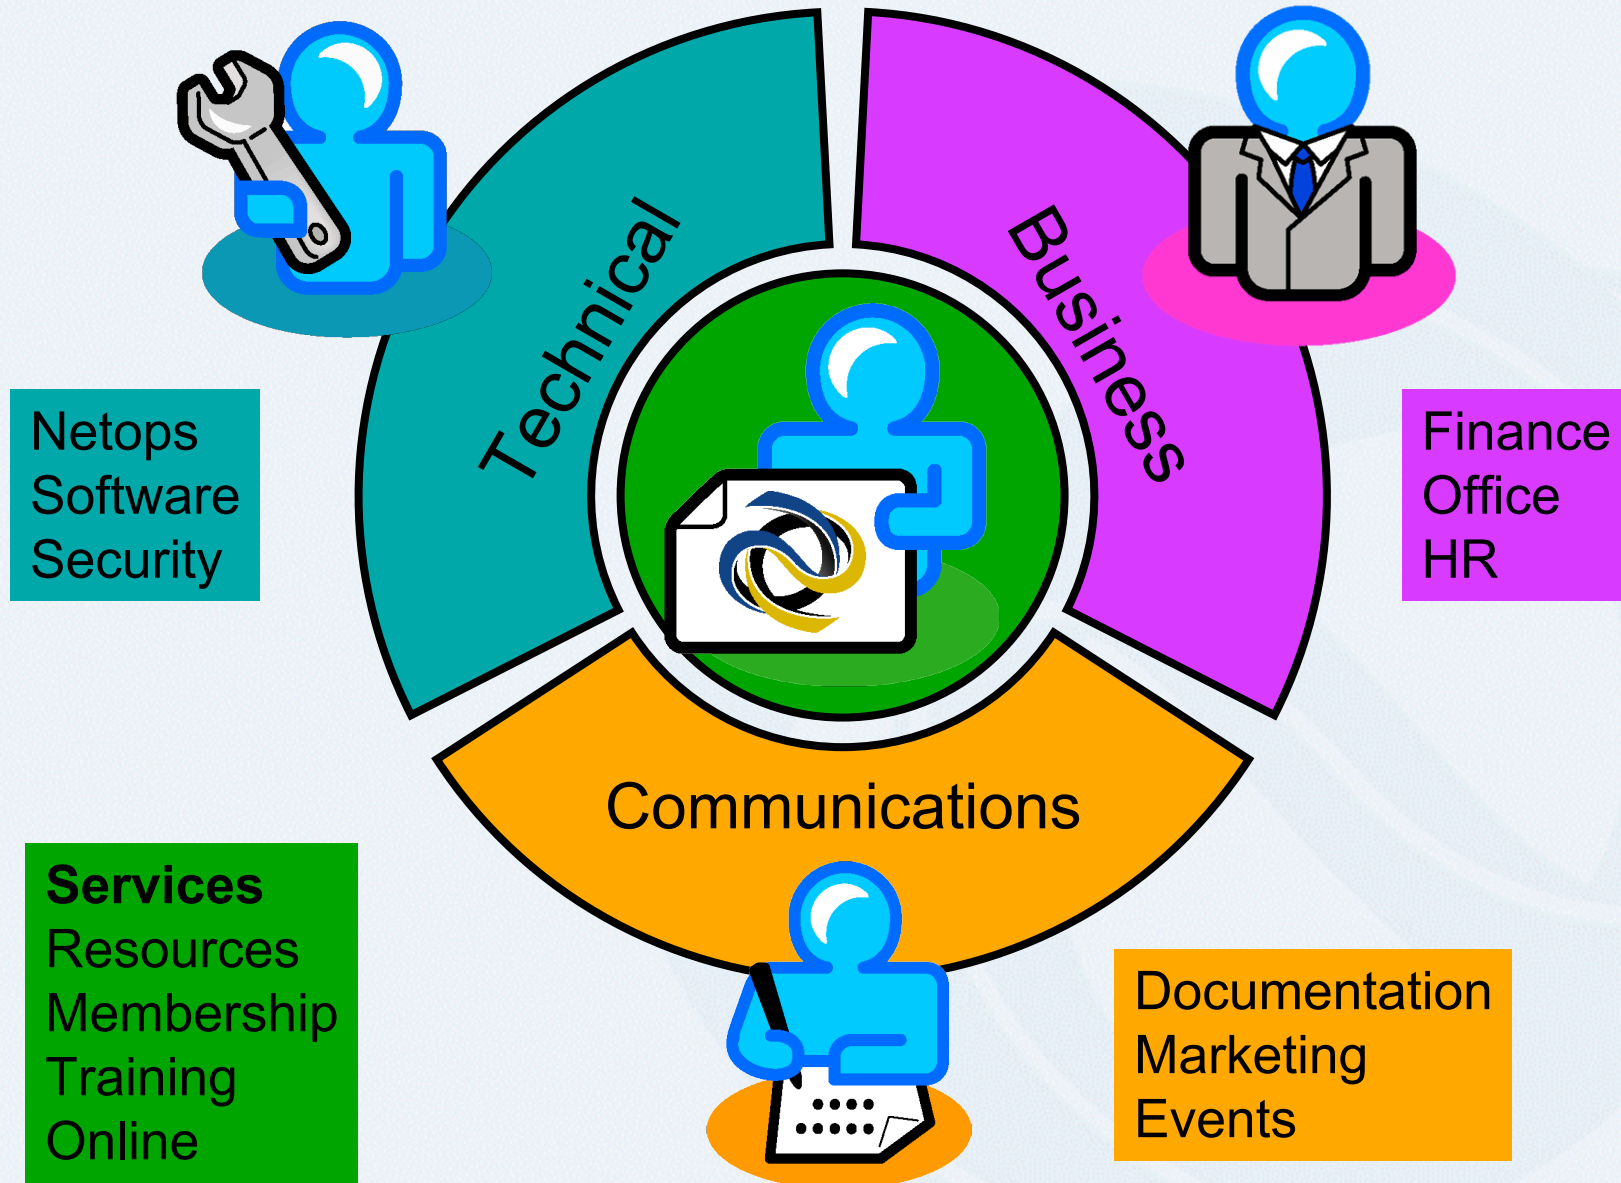 Technical
Business
Netops
Software
Security
Finance
Office
HR
Communications
Services
Resources
Membership
Training
Online
Documentation
Marketing
Events